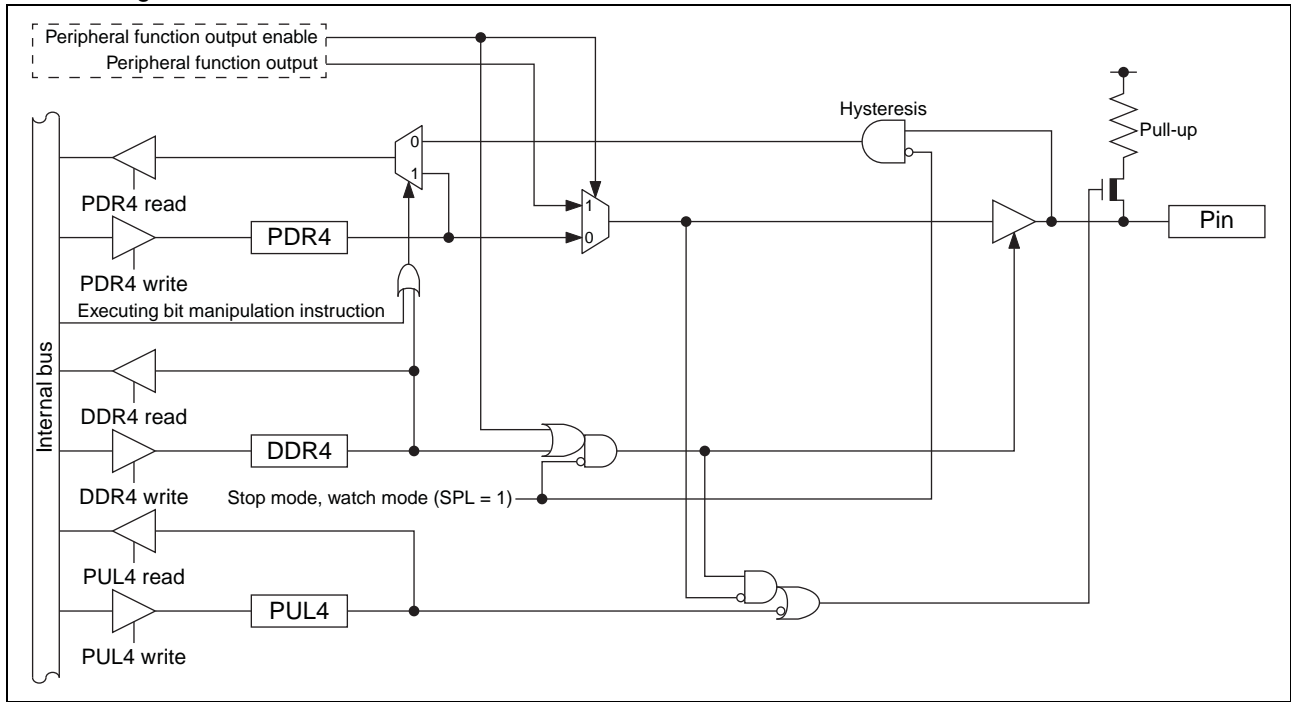 Peripheral function output enable
Peripheral function output
Hysteresis
Pull-up
0
1
PDR4 read
1
PDR4
0
Pin
PDR4 write
Executing bit manipulation instruction
Internal bus
DDR4 read
DDR4
DDR4 write
Stop mode, watch mode (SPL = 1)
PUL4 read
PUL4
PUL4 write